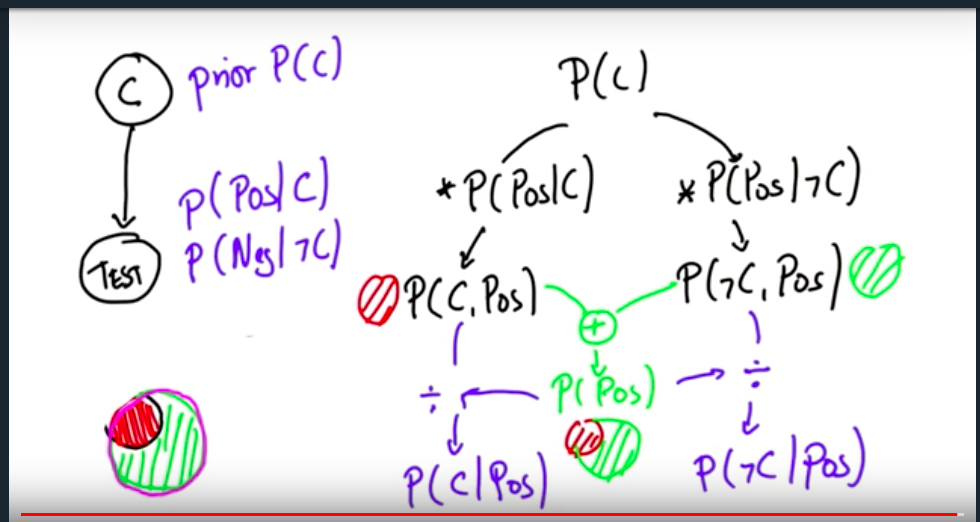 C
prior P(C)
P(Pos|C)
P(Neg|¬C)
TEST
P(C)
* P(Pos|C)
* P(Pos|¬C)
P(C, Pos)
P(¬C, Pos)
+
÷
P(Pos)
÷
P(C|Pos)
P(¬C|Pos)